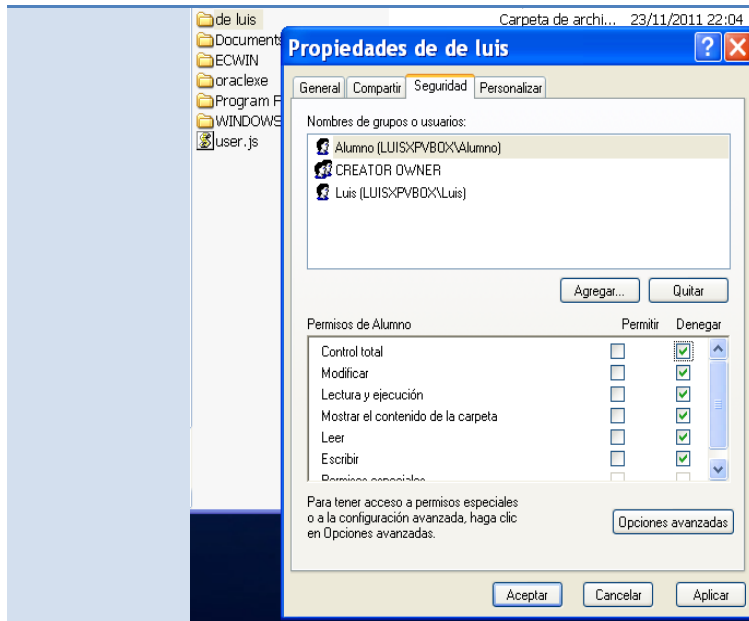 de luis Carpeta de archi... 23/11/2011 22:04
Documents
ECWIN
oraclexe
Program F
WINDOWS
user.js
Propiedades de de luis
General Compartir Seguridad Personalizar
Nombres de grupos o usuarios:
Alumno (LUISXPVBOX\Alumno)
CREATOR OWNER
Luis (LUISXPVBOX\Luis)
Agregar... Quitar
Permisos de Alumno Permitir Denegar
Control total
Modificar
Lectura y ejecución
Mostrar el contenido de la carpeta
Leer
Escribir
Permisos especiales
Para tener acceso a permisos especiales
o a la configuración avanzada, haga clic
en Opciones avanzadas.
Opciones avanzadas
Aceptar Cancelar Aplicar